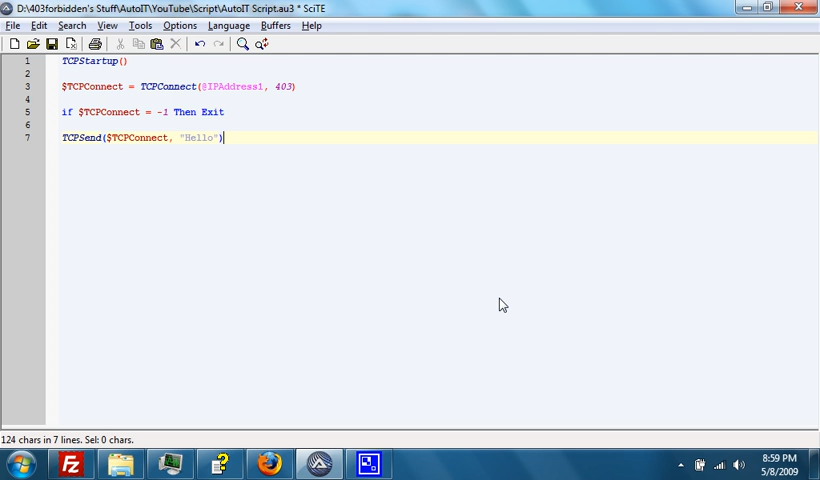 D:\403forbidden's Stuff\AutoIT\YouTube\Script\AutoIT Script.au3 * SciTE
File Edit Search View Tools Options Language Buffers Help
1 TCPStartup()
2
3 $TCPConnect = TCPConnect(@IPAddress1, 403)
4
5 if $TCPConnect = -1 Then Exit
6
7 TCPSend($TCPConnect, "Hello")
124 chars in 7 lines. Sel: 0 chars.
Fz
8:59 PM
5/8/2009